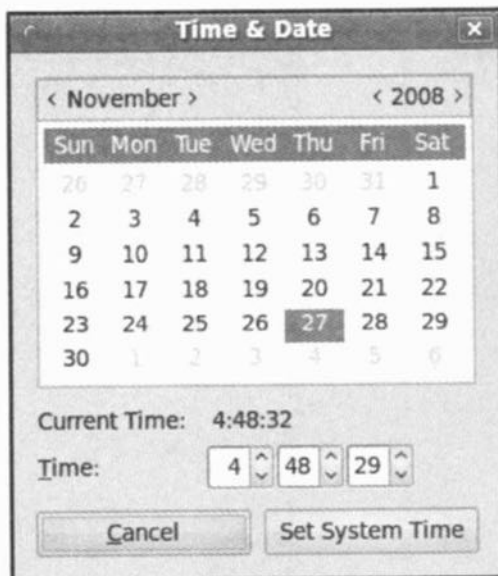 Time & Date
< November > < 2008 >
Sun Mon Tue Wed Thu Fri Sat
26 27 28 29 30 31 1
2 3 4 5 6 7 8
9 10 11 12 13 14 15
16 17 18 19 20 21 22
23 24 25 26 27 28 29
30 1 2 3 4 5 6
Current Time: 4:48:32
Time: 4 48 29
Cancel Set System Time